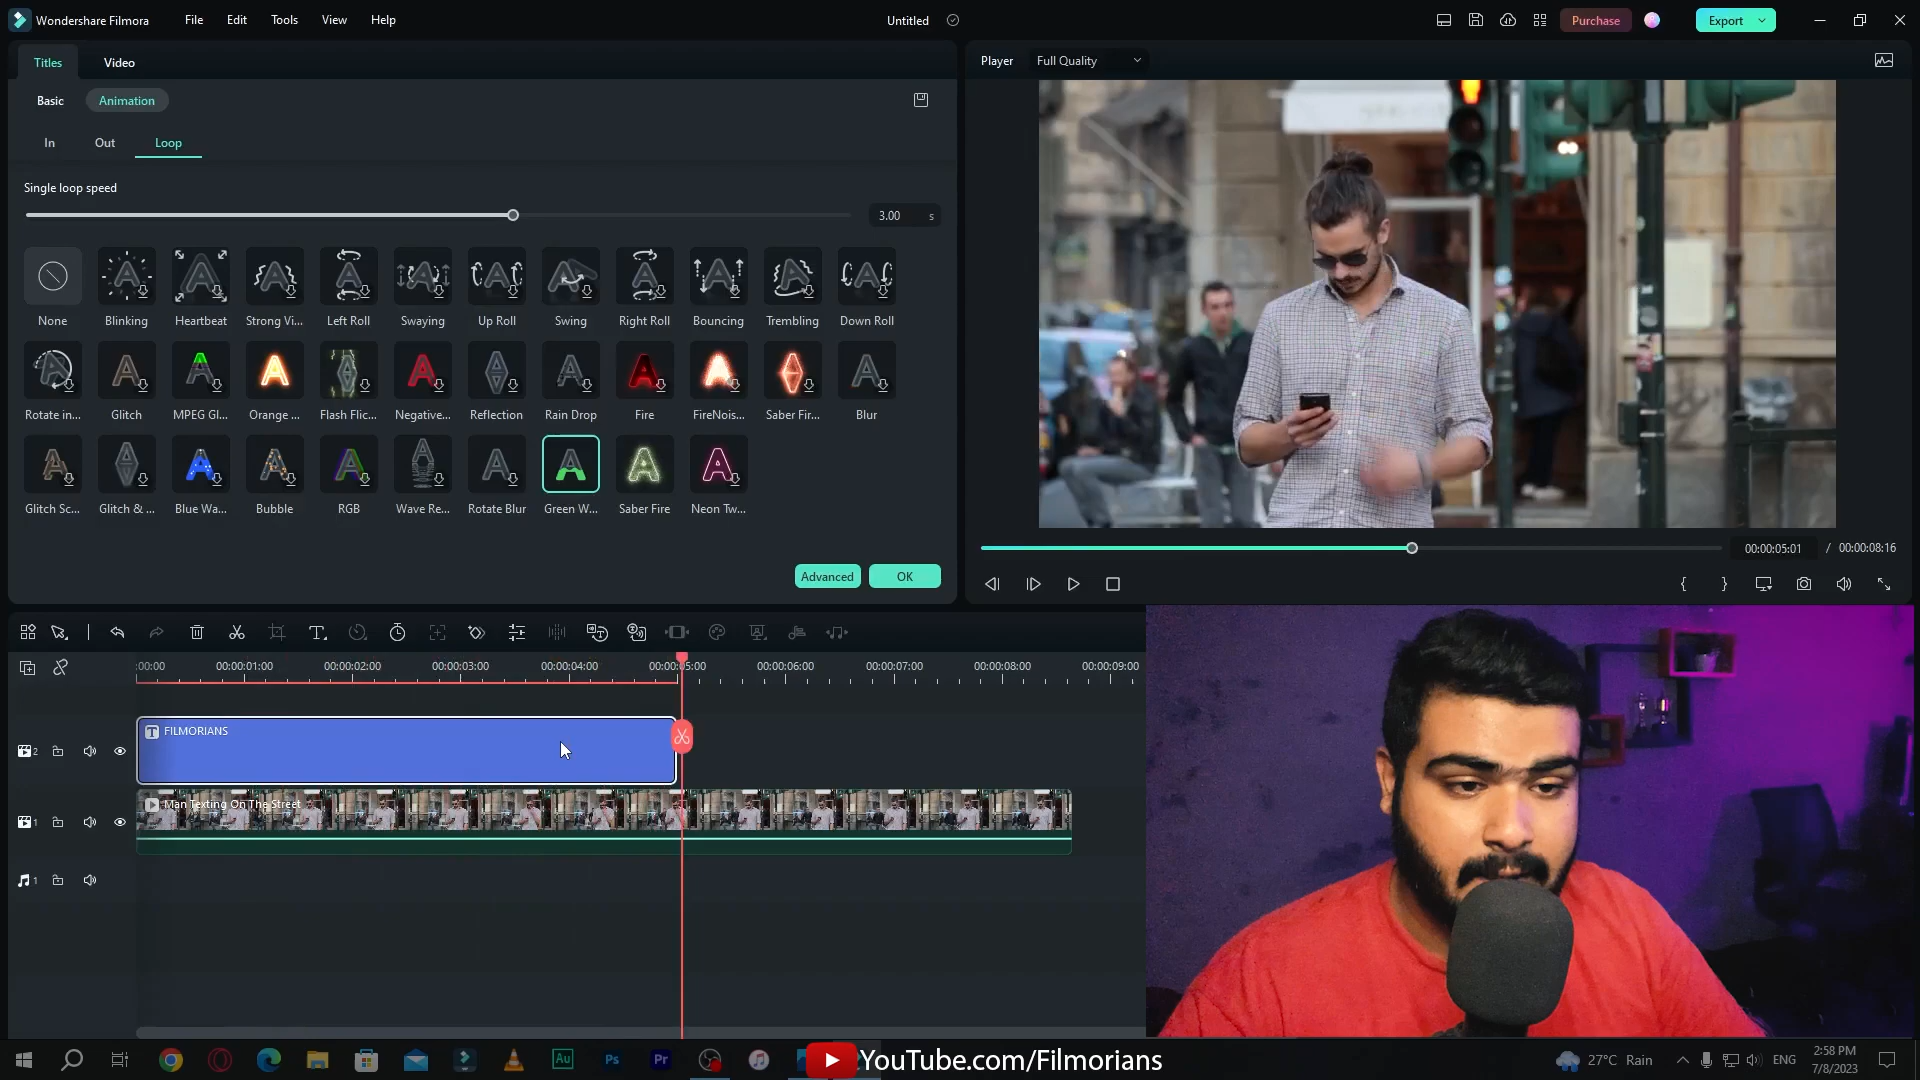 Wondershare Filmora
File
Edit
Tools
View
Help
Untitled
Purchase
Export
Titles
Video
Player
Full Quality
Basic
Animation
In
Out
Loop
Single loop speed
3.00
s
None
Blinking
Heartbeat
Strong Vi...
Left Roll
Swaying
Up Roll
Swing
Right Roll
Bouncing
Trembling
Down Roll
Rotate in...
Glitch
MPEG Gl...
Orange ...
Flash Flic...
Negative...
Reflection
Rain Drop
Fire
FireNois...
Saber Fir...
Blur
Glitch Sc...
Glitch & ...
Blue Wa...
Bubble
RGB
Wave Re...
Rotate Blur
Green W...
Saber Fire
Neon Tw...
Advanced
OK
00:00:05:01
/
00:00:08:16
:00:00
00:00:01:00
00:00:02:00
00:00:03:00
00:00:04:00
00:00:05:00
00:00:06:00
00:00:07:00
00:00:08:00
00:00:09:00
2
FILMORIANS
1
Man Texting On The Street
1
Au
Ps
Pr
YouTube.com/Filmorians
27°C Rain
ENG
2:58 PM
7/8/2023